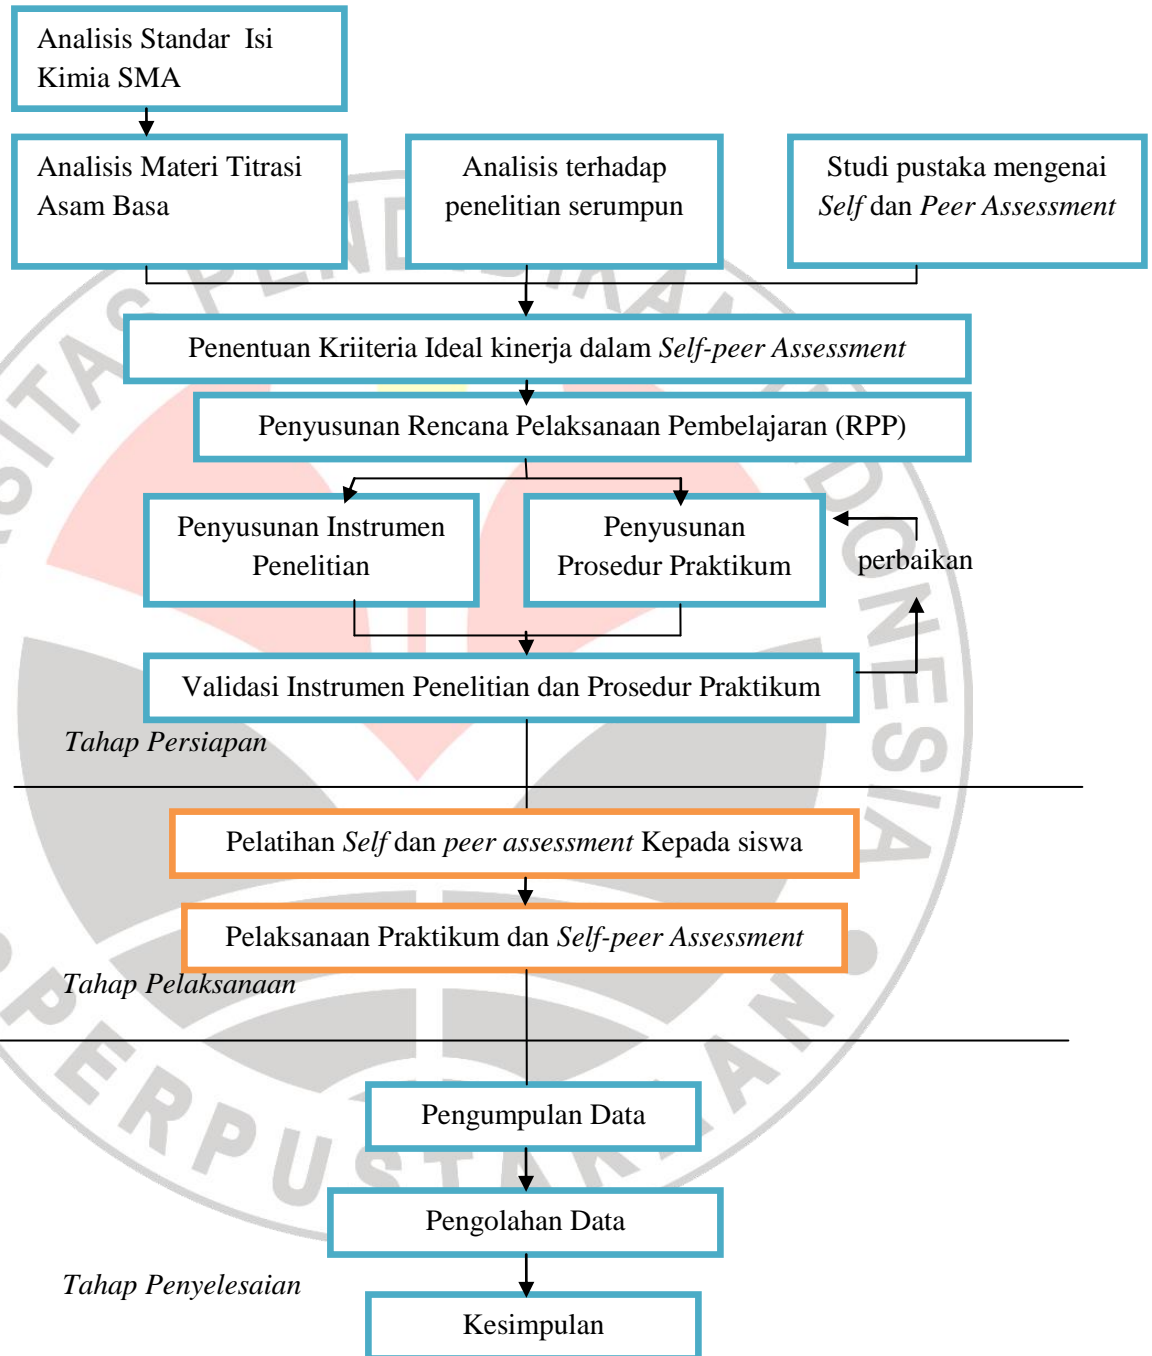 Analisis Standar Isi
Kimia SMA
Analisis Materi Titrasi
Asam Basa
Analisis terhadap
penelitian serumpun
Studi pustaka mengenai
Self dan Peer Assessment
Penentuan Kriiteria Ideal kinerja dalam Self-peer Assessment
Penyusunan Rencana Pelaksanaan Pembelajaran (RPP)
Penyusunan Instrumen
Penelitian
Penyusunan
Prosedur Praktikum
perbaikan
Validasi Instrumen Penelitian dan Prosedur Praktikum
Tahap Persiapan
Pelatihan Self dan peer assessment Kepada siswa
Pelaksanaan Praktikum dan Self-peer Assessment
Tahap Pelaksanaan
Pengumpulan Data
Pengolahan Data
Tahap Penyelesaian
Kesimpulan
PENDIDIKAN INDONESIA
PERPUSTAKAAN